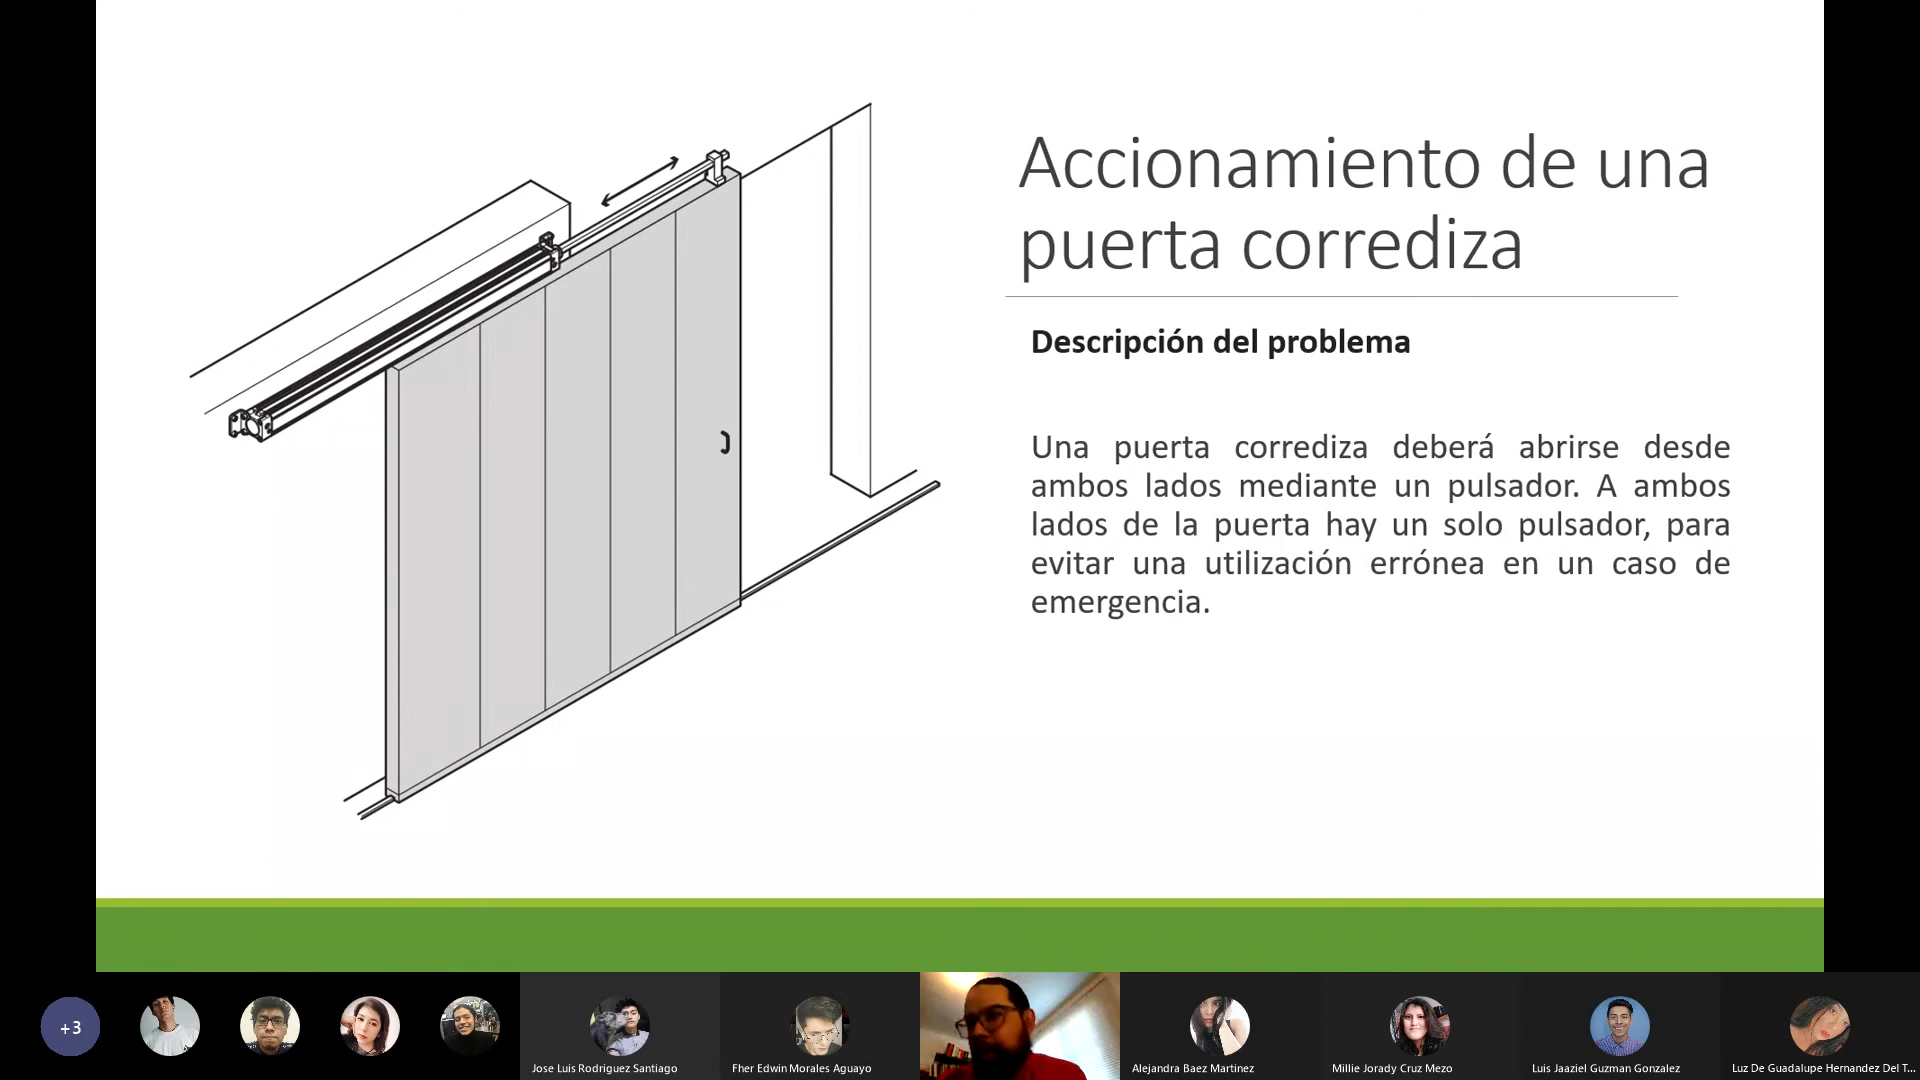 Accionamiento de una
puerta corrediza
Descripción del problema
Una puerta corrediza deberá abrirse desde
ambos lados mediante un pulsador. A ambos
lados de la puerta hay un solo pulsador, para
evitar una utilización errónea en un caso de
emergencia.
+3
Jose Luis Rodriguez Santiago
Fher Edwin Morales Aguayo
Alejandra Baez Martinez
Millie Jorady Cruz Mezo
Luis Jaaziel Guzman Gonzalez
Luz De Guadalupe Hernandez Del T...